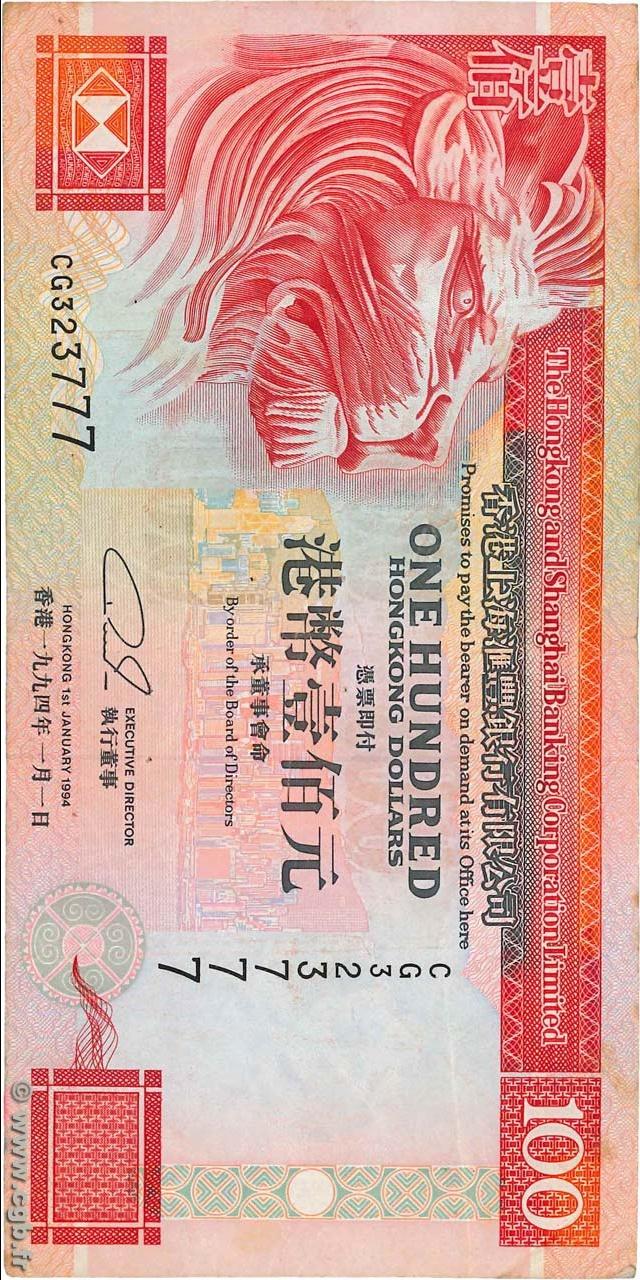 壹佰
The Hongkong and Shanghai Banking Corporation Limited
100
香港上海滙豐銀行有限公司
Promises to pay the bearer on demand at its Office here
ONE HUNDRED
HONGKONG DOLLARS
憑票即付
港幣壹佰元
承董事會命
By order of the Board of Directors
CG323777
CG323777
EXECUTIVE DIRECTOR
執行董事
HONGKONG 1st JANUARY 1994
香港一九九四年一月一日
© www.cgb.fr